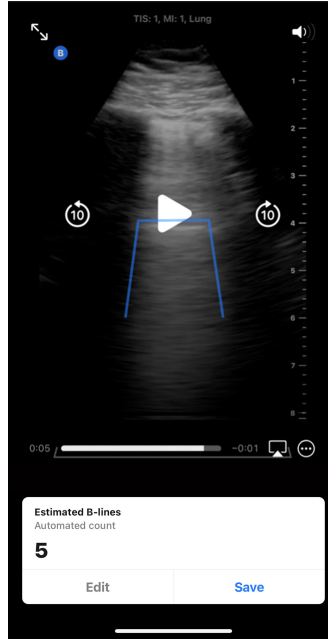 TIS: 1, MI: 1, Lung
B
1
2
3
10
10
4
5
6
7
8
0:05
-0:01
Estimated B-lines
Automated count
5
Edit
Save